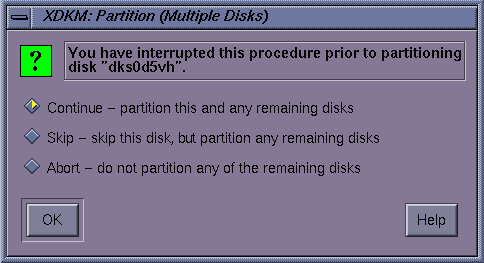 XDKM: Partition (Multiple Disks)
?
You have interrupted this procedure prior to partitioning
disk "dks0d5vh".
Continue – partition this and any remaining disks
Skip – skip this disk, but partition any remaining disks
Abort – do not partition any of the remaining disks
OK
Help